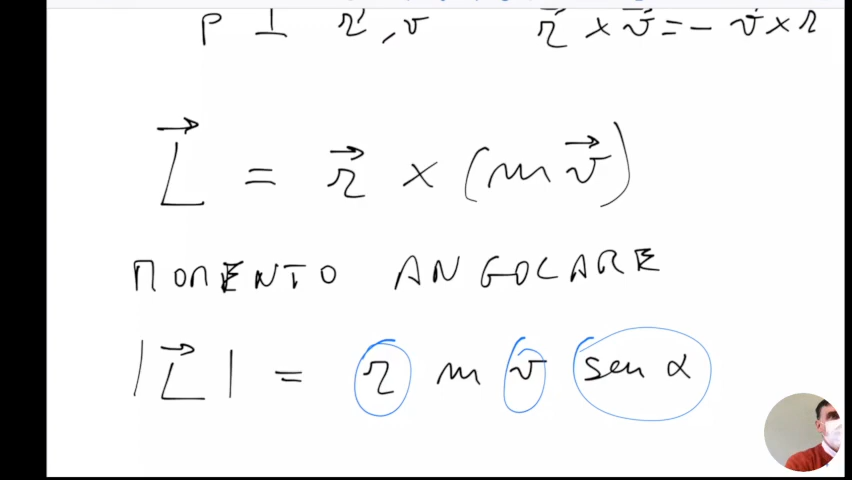 p ⊥ r⃗, v r⃗ × v⃗ = − v⃗ × r
L⃗ = r⃗ × (m v⃗)
MOMENTO ANGOLARE
|L⃗| = r m v sen α